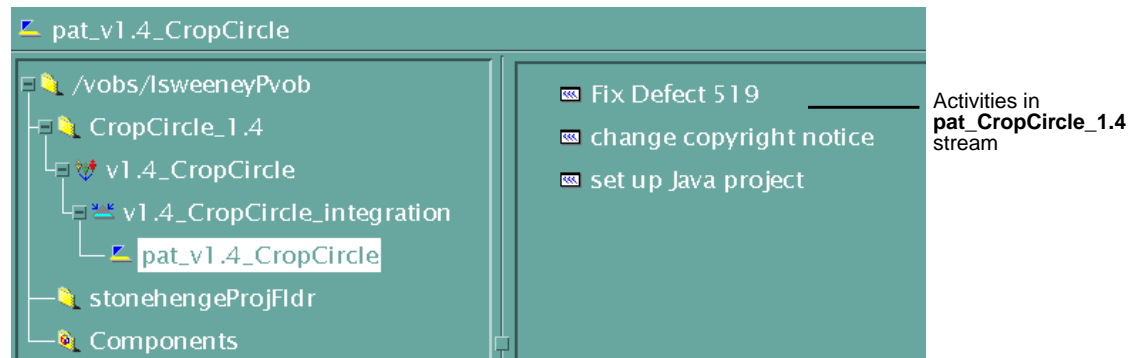 pat_v1.4_CropCircle
/vobs/lsweeneyPvob
CropCircle_1.4
v1.4_CropCircle
v1.4_CropCircle_integration
pat_v1.4_CropCircle
stonehengeProjFldr
Components
Fix Defect 519
change copyright notice
set up Java project
Activities in
pat_CropCircle_1.4
stream